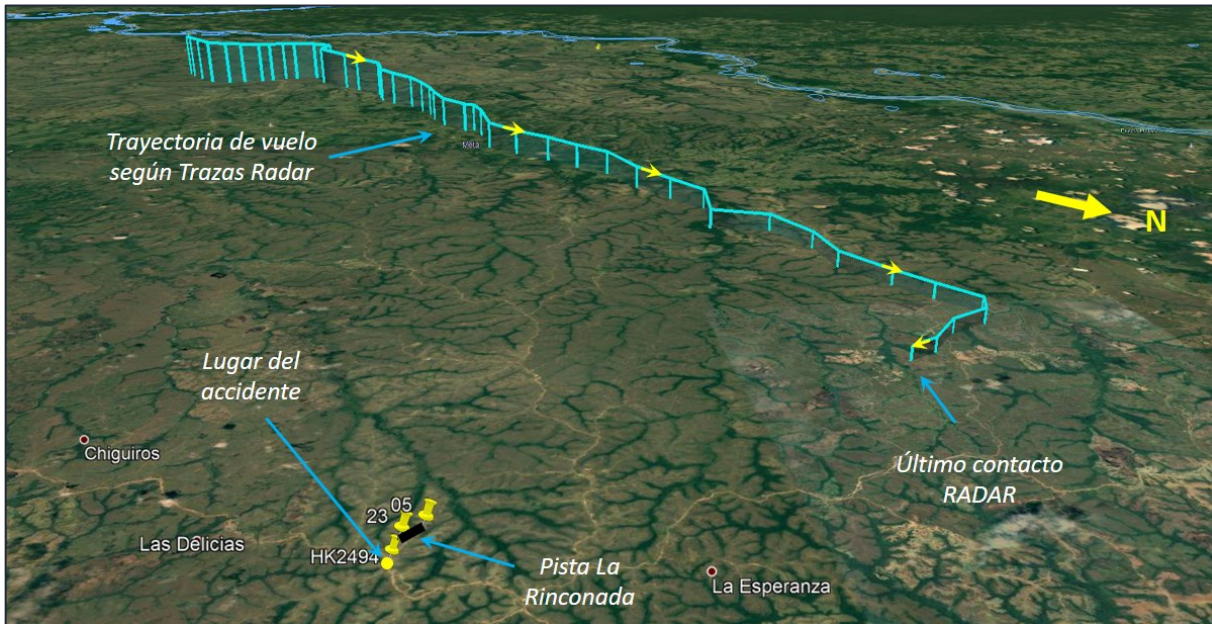 Trayectoria de vuelo
según Trazas Radar
Meta
N
Lugar del
accidente
Chiguiros
Último contacto
RADAR
05
23
Las Delicias
HK2494
Pista La
Rinconada
La Esperanza